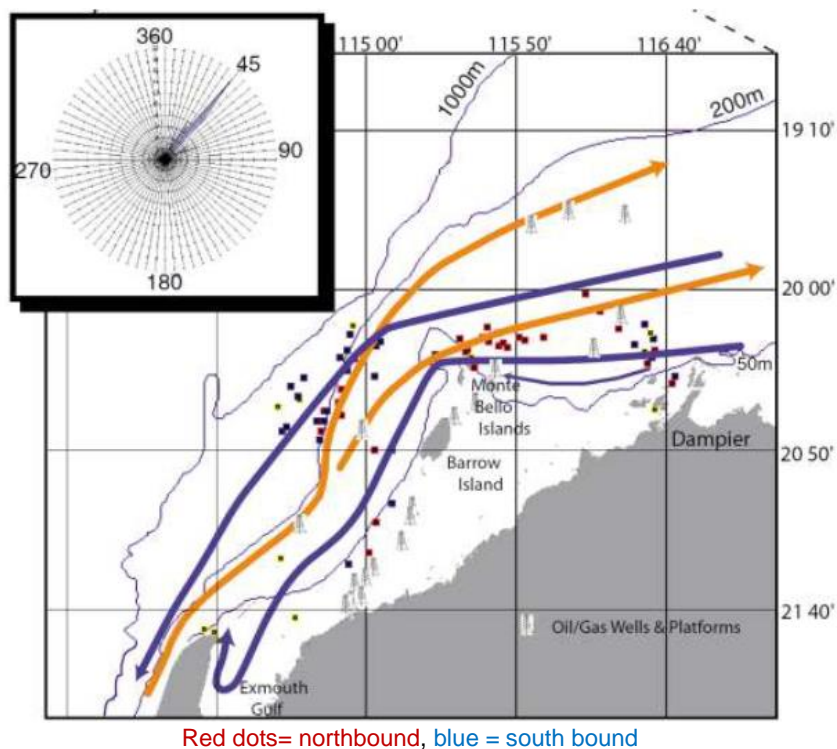 360
45
90
270
180
115 00'
115 50'
116 40'
1000m
200m
19 10'
20 00'
50m
Monte
Bello
Islands
Dampier
20 50'
Barrow
Island
21 40'
Oil/Gas Wells & Platforms
Exmouth
Golf
Red dots= northbound, blue = south bound